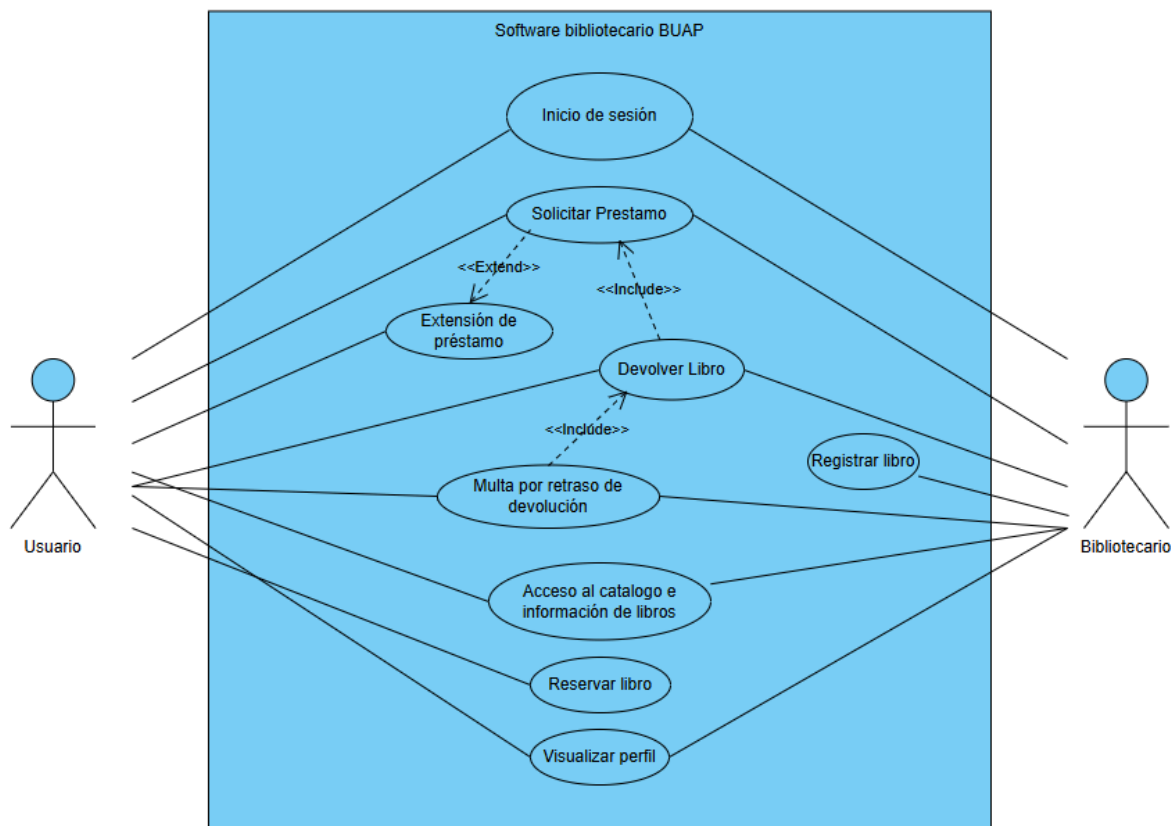 Software bibliotecario BUAP
Inicio de sesión
Solicitar Prestamo
<<Extend>>
<<Include>>
Extensión de
préstamo
Devolver Libro
<<Include>>
Registrar libro
Multa por retraso de
devolución
Usuario
Bibliotecario
Acceso al catalogo e
información de libros
Reservar libro
Visualizar perfil